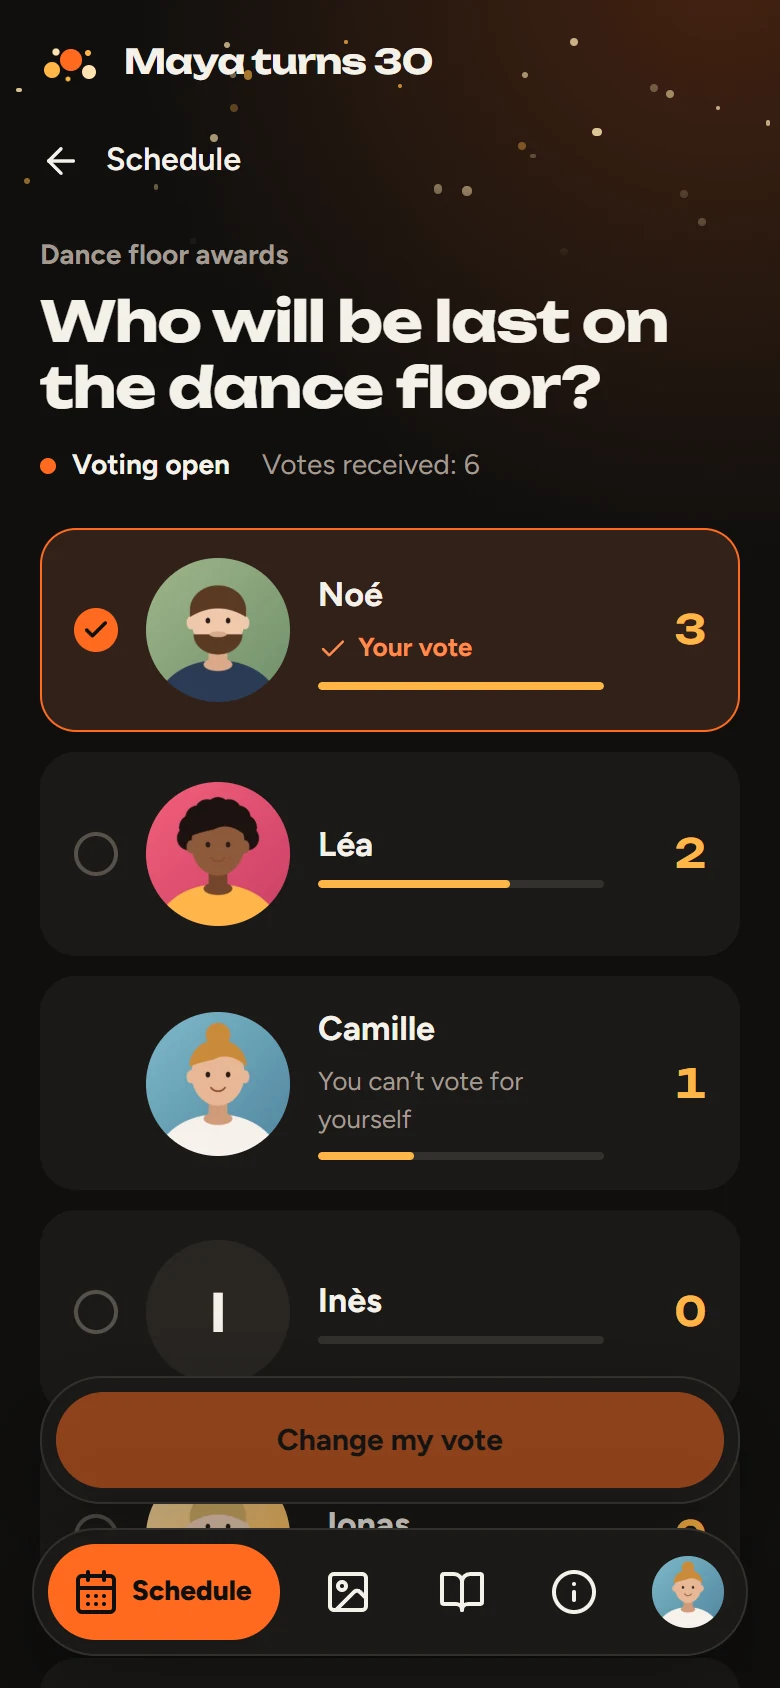 Maya turns 30
Schedule
Dance floor awards
Who will be last on
the dance floor?
Voting open Votes received: 6
Noé
Your vote
3
Léa
2
Camille
You can’t vote for
yourself
1
I
Inès
0
Change my vote
Jonas
Schedule